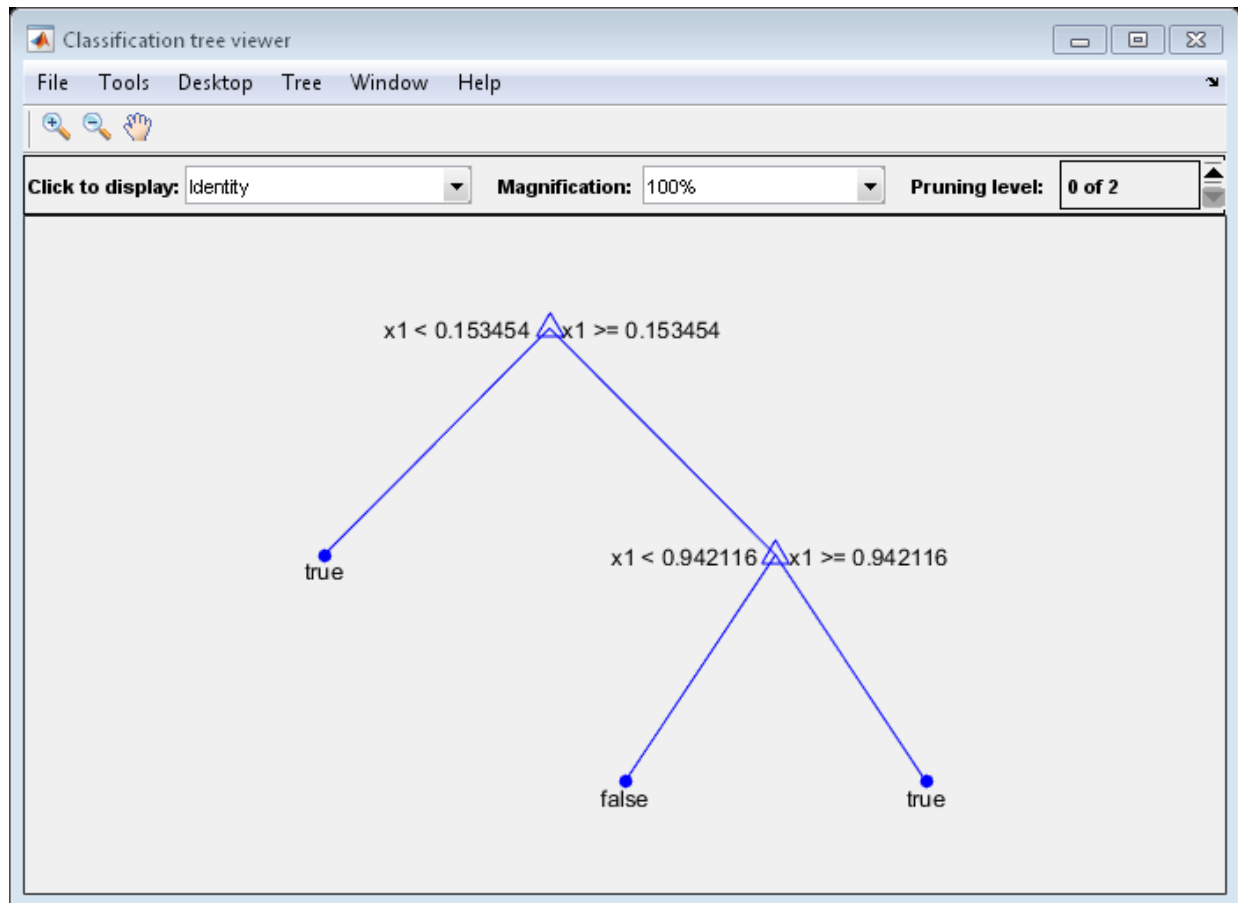 Classification tree viewer
File Tools Desktop Tree Window Help
Click to display: Identity Magnification: 100% Pruning level: 0 of 2
x1 < 0.153454 x1 >= 0.153454
true
x1 < 0.942116 x1 >= 0.942116
false
true